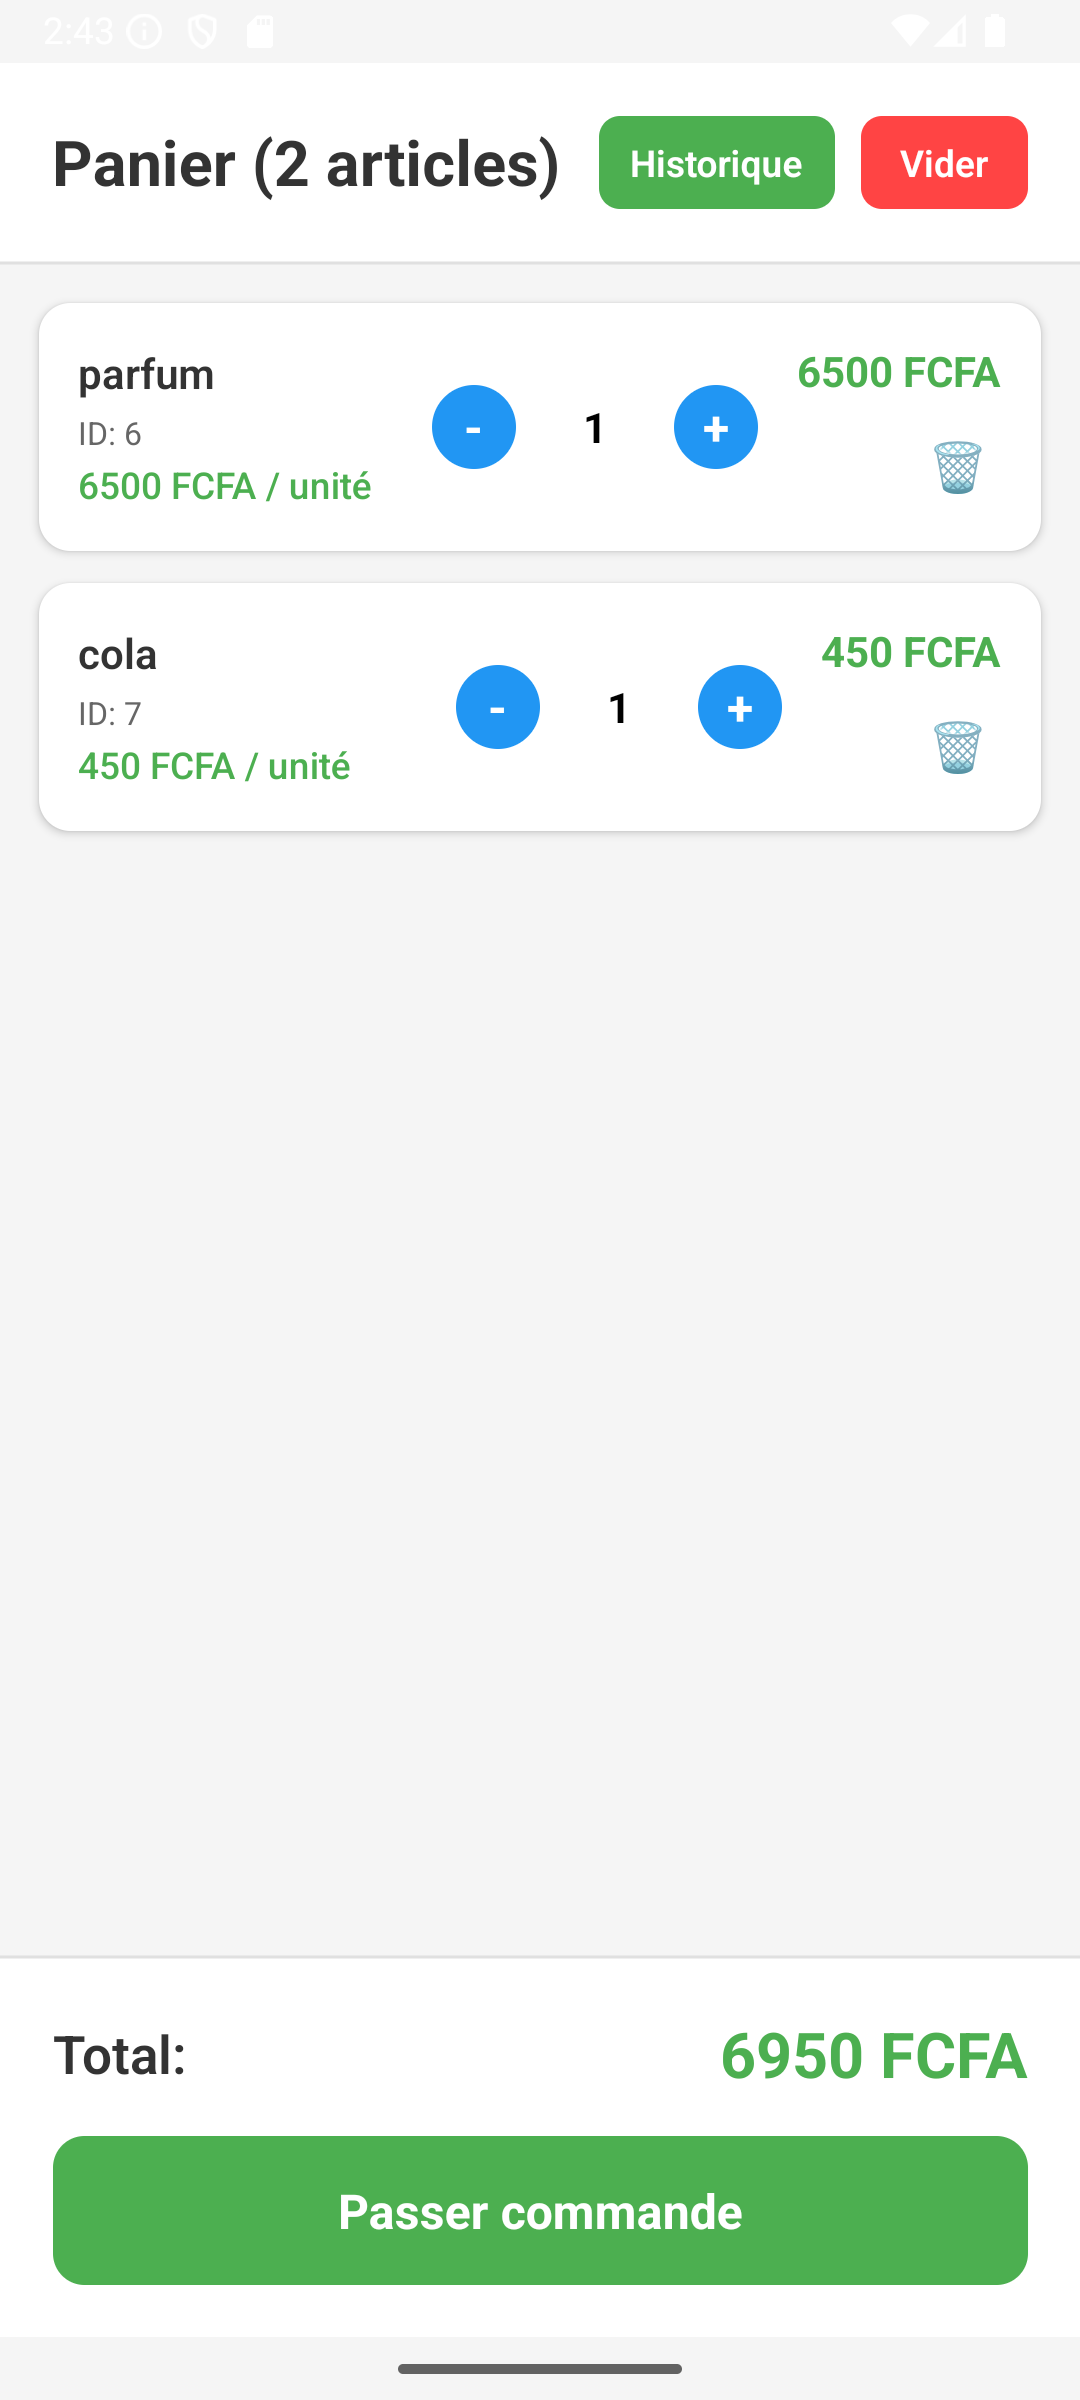 2:43
Panier (2 articles)
Historique
Vider
parfum
ID: 6
6500 FCFA / unité
-
1
+
6500 FCFA
cola
ID: 7
450 FCFA / unité
-
1
+
450 FCFA
Total:
6950 FCFA
Passer commande